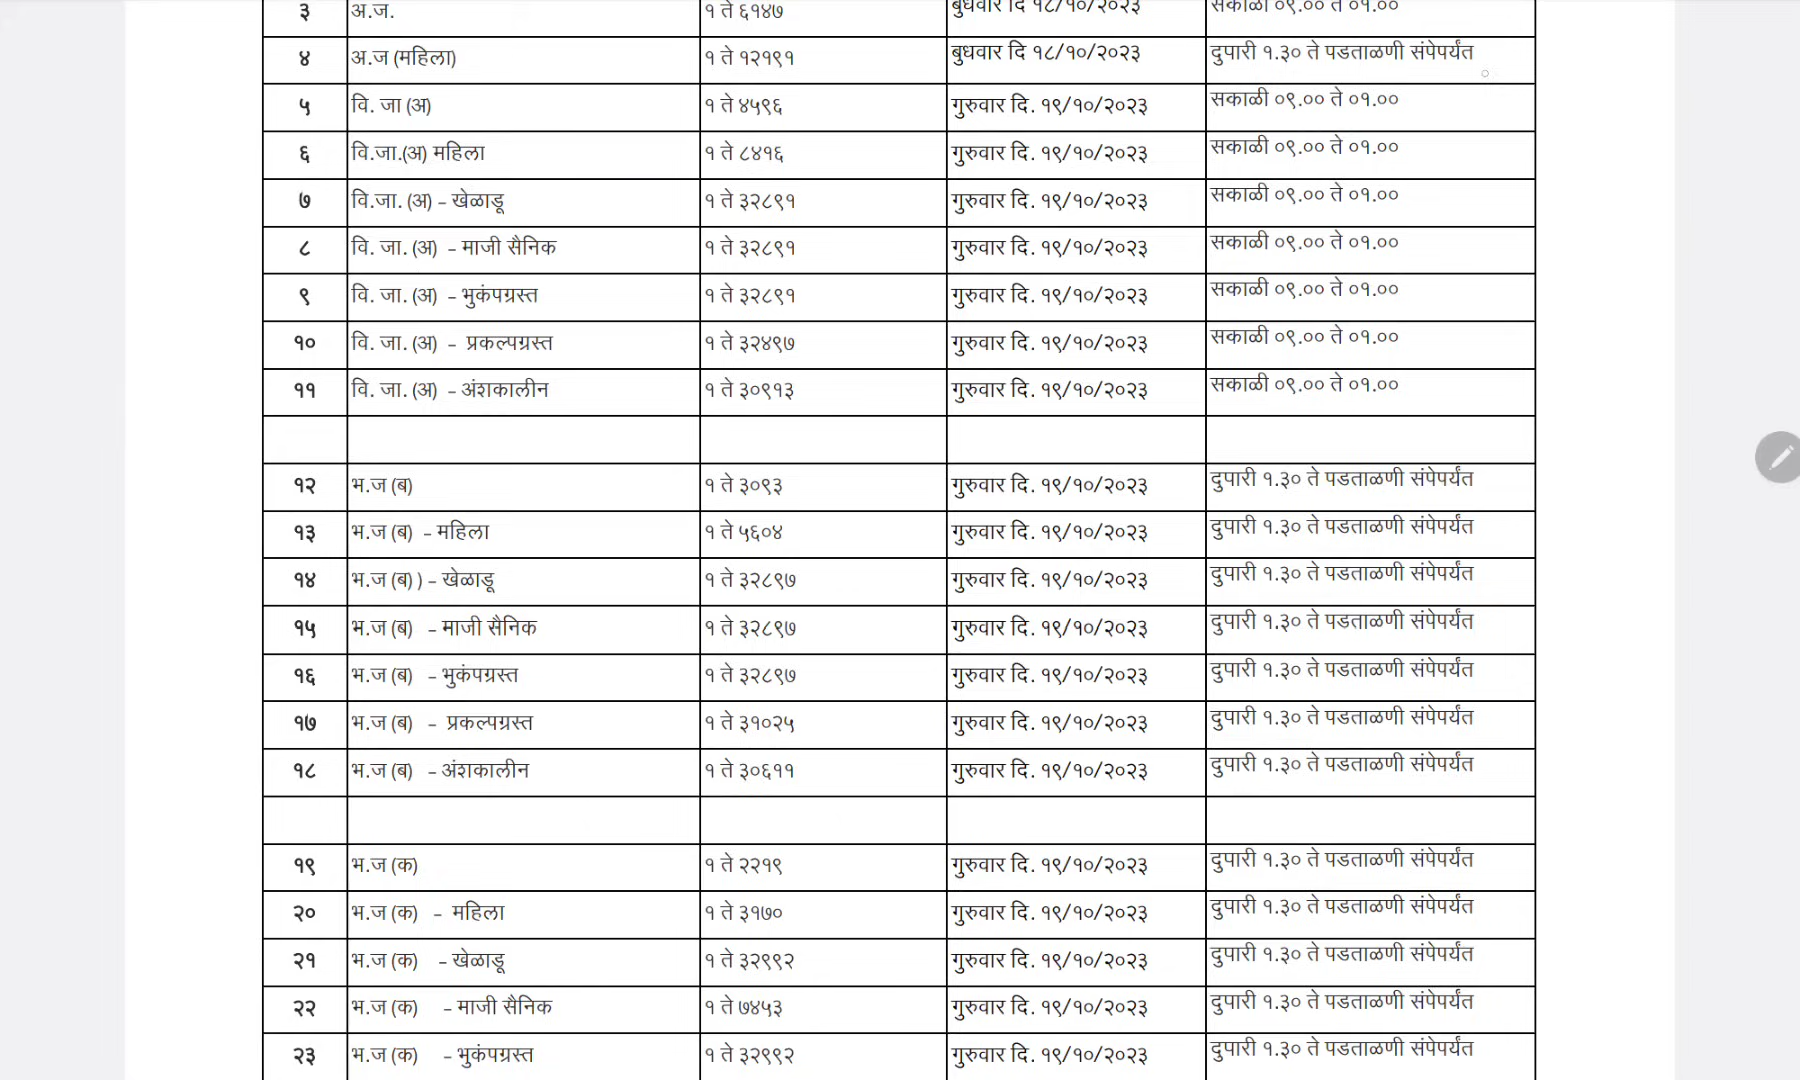 ३ अ.ज. १ ते ६१४७ बुधवार दि १८/१०/२०२३ सकाळी ०९.०० ते ०१.००
४ अ.ज (महिला) १ ते १२१९१ बुधवार दि १८/१०/२०२३ दुपारी १.३० ते पडताळणी संपेपर्यंत
५ वि. जा (अ) १ ते ४५९६ गुरुवार दि. १९/१०/२०२३ सकाळी ०९.०० ते ०१.००
६ वि.जा.(अ) महिला १ ते ८४१६ गुरुवार दि. १९/१०/२०२३ सकाळी ०९.०० ते ०१.००
७ वि.जा. (अ) – खेळाडू १ ते ३२८९१ गुरुवार दि. १९/१०/२०२३ सकाळी ०९.०० ते ०१.००
८ वि. जा. (अ) – माजी सैनिक १ ते ३२८९१ गुरुवार दि. १९/१०/२०२३ सकाळी ०९.०० ते ०१.००
९ वि. जा. (अ) – भुकंपग्रस्त १ ते ३२८९१ गुरुवार दि. १९/१०/२०२३ सकाळी ०९.०० ते ०१.००
१० वि. जा. (अ) – प्रकल्पग्रस्त १ ते ३२४९७ गुरुवार दि. १९/१०/२०२३ सकाळी ०९.०० ते ०१.००
११ वि. जा. (अ) – अंशकालीन १ ते ३०९१३ गुरुवार दि. १९/१०/२०२३ सकाळी ०९.०० ते ०१.००
१२ भ.ज (ब) १ ते ३०९३ गुरुवार दि. १९/१०/२०२३ दुपारी १.३० ते पडताळणी संपेपर्यंत
१३ भ.ज (ब) – महिला १ ते ५६०४ गुरुवार दि. १९/१०/२०२३ दुपारी १.३० ते पडताळणी संपेपर्यंत
१४ भ.ज (ब) ) – खेळाडू १ ते ३२८९७ गुरुवार दि. १९/१०/२०२३ दुपारी १.३० ते पडताळणी संपेपर्यंत
१५ भ.ज (ब) – माजी सैनिक १ ते ३२८९७ गुरुवार दि. १९/१०/२०२३ दुपारी १.३० ते पडताळणी संपेपर्यंत
१६ भ.ज (ब) – भुकंपग्रस्त १ ते ३२८९७ गुरुवार दि. १९/१०/२०२३ दुपारी १.३० ते पडताळणी संपेपर्यंत
१७ भ.ज (ब) – प्रकल्पग्रस्त १ ते ३१०२५ गुरुवार दि. १९/१०/२०२३ दुपारी १.३० ते पडताळणी संपेपर्यंत
१८ भ.ज (ब) – अंशकालीन १ ते ३०६११ गुरुवार दि. १९/१०/२०२३ दुपारी १.३० ते पडताळणी संपेपर्यंत
१९ भ.ज (क) १ ते २२१९ गुरुवार दि. १९/१०/२०२३ दुपारी १.३० ते पडताळणी संपेपर्यंत
२० भ.ज (क) – महिला १ ते ३१७० गुरुवार दि. १९/१०/२०२३ दुपारी १.३० ते पडताळणी संपेपर्यंत
२१ भ.ज (क) – खेळाडू १ ते ३२९९२ गुरुवार दि. १९/१०/२०२३ दुपारी १.३० ते पडताळणी संपेपर्यंत
२२ भ.ज (क) – माजी सैनिक १ ते ७४५३ गुरुवार दि. १९/१०/२०२३ दुपारी १.३० ते पडताळणी संपेपर्यंत
२३ भ.ज (क) – भुकंपग्रस्त १ ते ३२९९२ गुरुवार दि. १९/१०/२०२३ दुपारी १.३० ते पडताळणी संपेपर्यंत